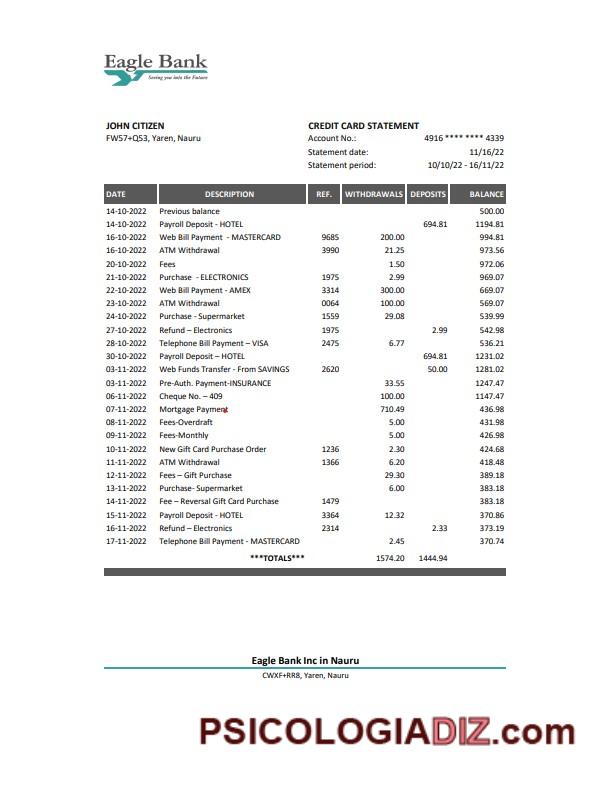 Eagle Bank
Seeing you into the Future
JOHN CITIZEN CREDIT CARD STATEMENT
FW57+QS3, Yaren, Nauru Account No.: 4916 **** **** 4339
Statement date: 11/16/22
Statement period: 10/10/22 - 16/11/22
DATE DESCRIPTION REF. WITHDRAWALS DEPOSITS BALANCE
14-10-2022 Previous balance 500.00
14-10-2022 Payroll Deposit - HOTEL 694.81 1194.81
16-10-2022 Web Bill Payment - MASTERCARD 9685 200.00 994.81
16-10-2022 ATM Withdrawal 3990 21.25 973.56
20-10-2022 Fees 1.50 972.06
21-10-2022 Purchase - ELECTRONICS 1975 2.99 969.07
22-10-2022 Web Bill Payment - AMEX 3314 300.00 669.07
23-10-2022 ATM Withdrawal 0064 100.00 569.07
24-10-2022 Purchase - Supermarket 1559 29.08 539.99
27-10-2022 Refund – Electronics 1975 2.99 542.98
28-10-2022 Telephone Bill Payment – VISA 2475 6.77 536.21
30-10-2022 Payroll Deposit – HOTEL 694.81 1231.02
03-11-2022 Web Funds Transfer - From SAVINGS 2620 50.00 1281.02
03-11-2022 Pre-Auth. Payment-INSURANCE 33.55 1247.47
06-11-2022 Cheque No. – 409 100.00 1147.47
07-11-2022 Mortgage Payment 710.49 436.98
08-11-2022 Fees-Overdraft 5.00 431.98
09-11-2022 Fees-Monthly 5.00 426.98
10-11-2022 New Gift Card Purchase Order 1236 2.30 424.68
11-11-2022 ATM Withdrawal 1366 6.20 418.48
12-11-2022 Fees – Gift Purchase 29.30 389.18
13-11-2022 Purchase- Supermarket 6.00 383.18
14-11-2022 Fee – Reversal Gift Card Purchase 1479 383.18
15-11-2022 Payroll Deposit - HOTEL 3364 12.32 370.86
16-11-2022 Refund – Electronics 2314 2.33 373.19
17-11-2022 Telephone Bill Payment - MASTERCARD 2.45 370.74
***TOTALS*** 1574.20 1444.94
Eagle Bank Inc in Nauru
CWXF+RR8, Yaren, Nauru
PSICOLOGIADIZ.com